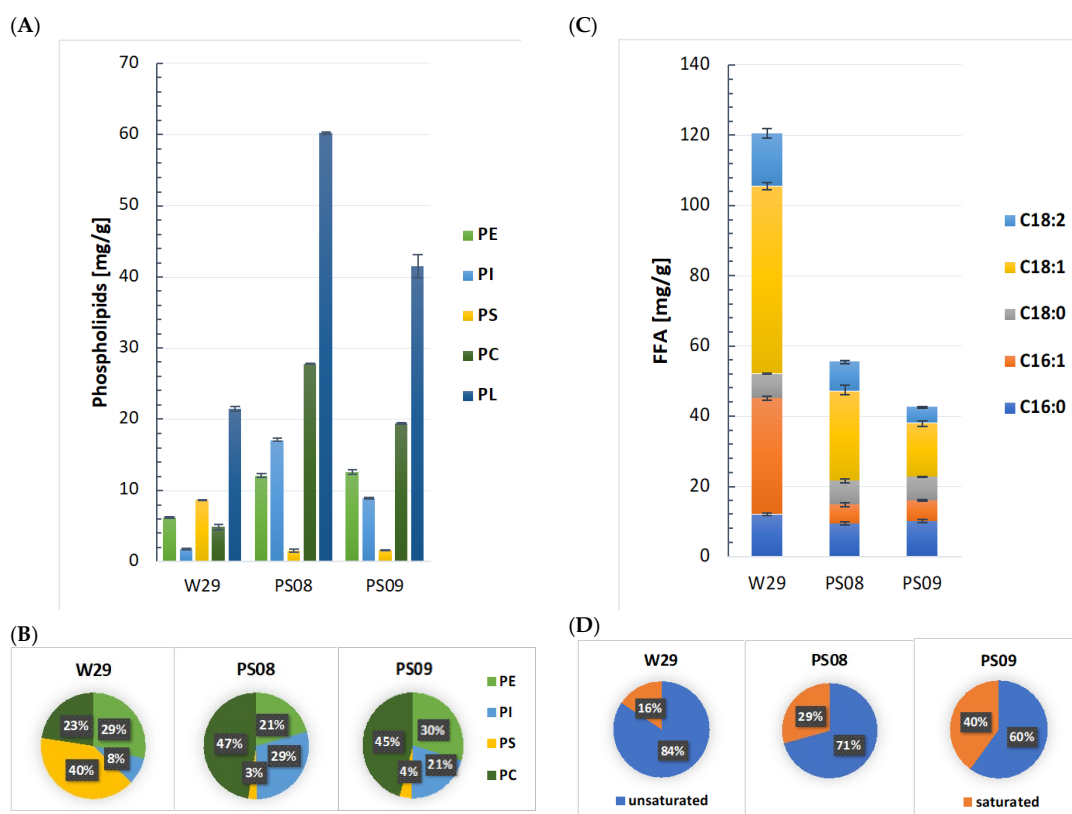 (A)
70
60
50
40
30
20
10
0
Phospholipids [mg/g]
W29 PS08 PS09
PE
PI
PS
PC
PL
(C)
140
120
100
80
60
40
20
0
FFA [mg/g]
W29 PS08 PS09
C18:2
C18:1
C18:0
C16:1
C16:0
(B)
W29
23% 29%
8%
40%
PS08
21%
47%
29%
3%
PS09
30%
45%
21%
4%
PE
PI
PS
PC
(D)
W29
16%
84%
unsaturated
PS08
29%
71%
PS09
40%
60%
saturated